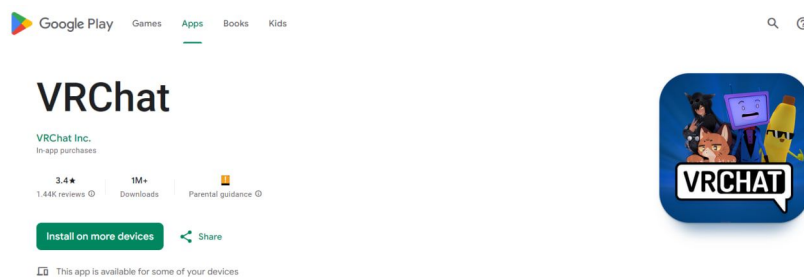 Google Play Games Apps Books Kids
VRChat
VRChat Inc.
In-app purchases
3.4★ 1M+ !
1.44K reviews Downloads Parental guidance
Install on more devices Share
This app is available for some of your devices
VRCHAT